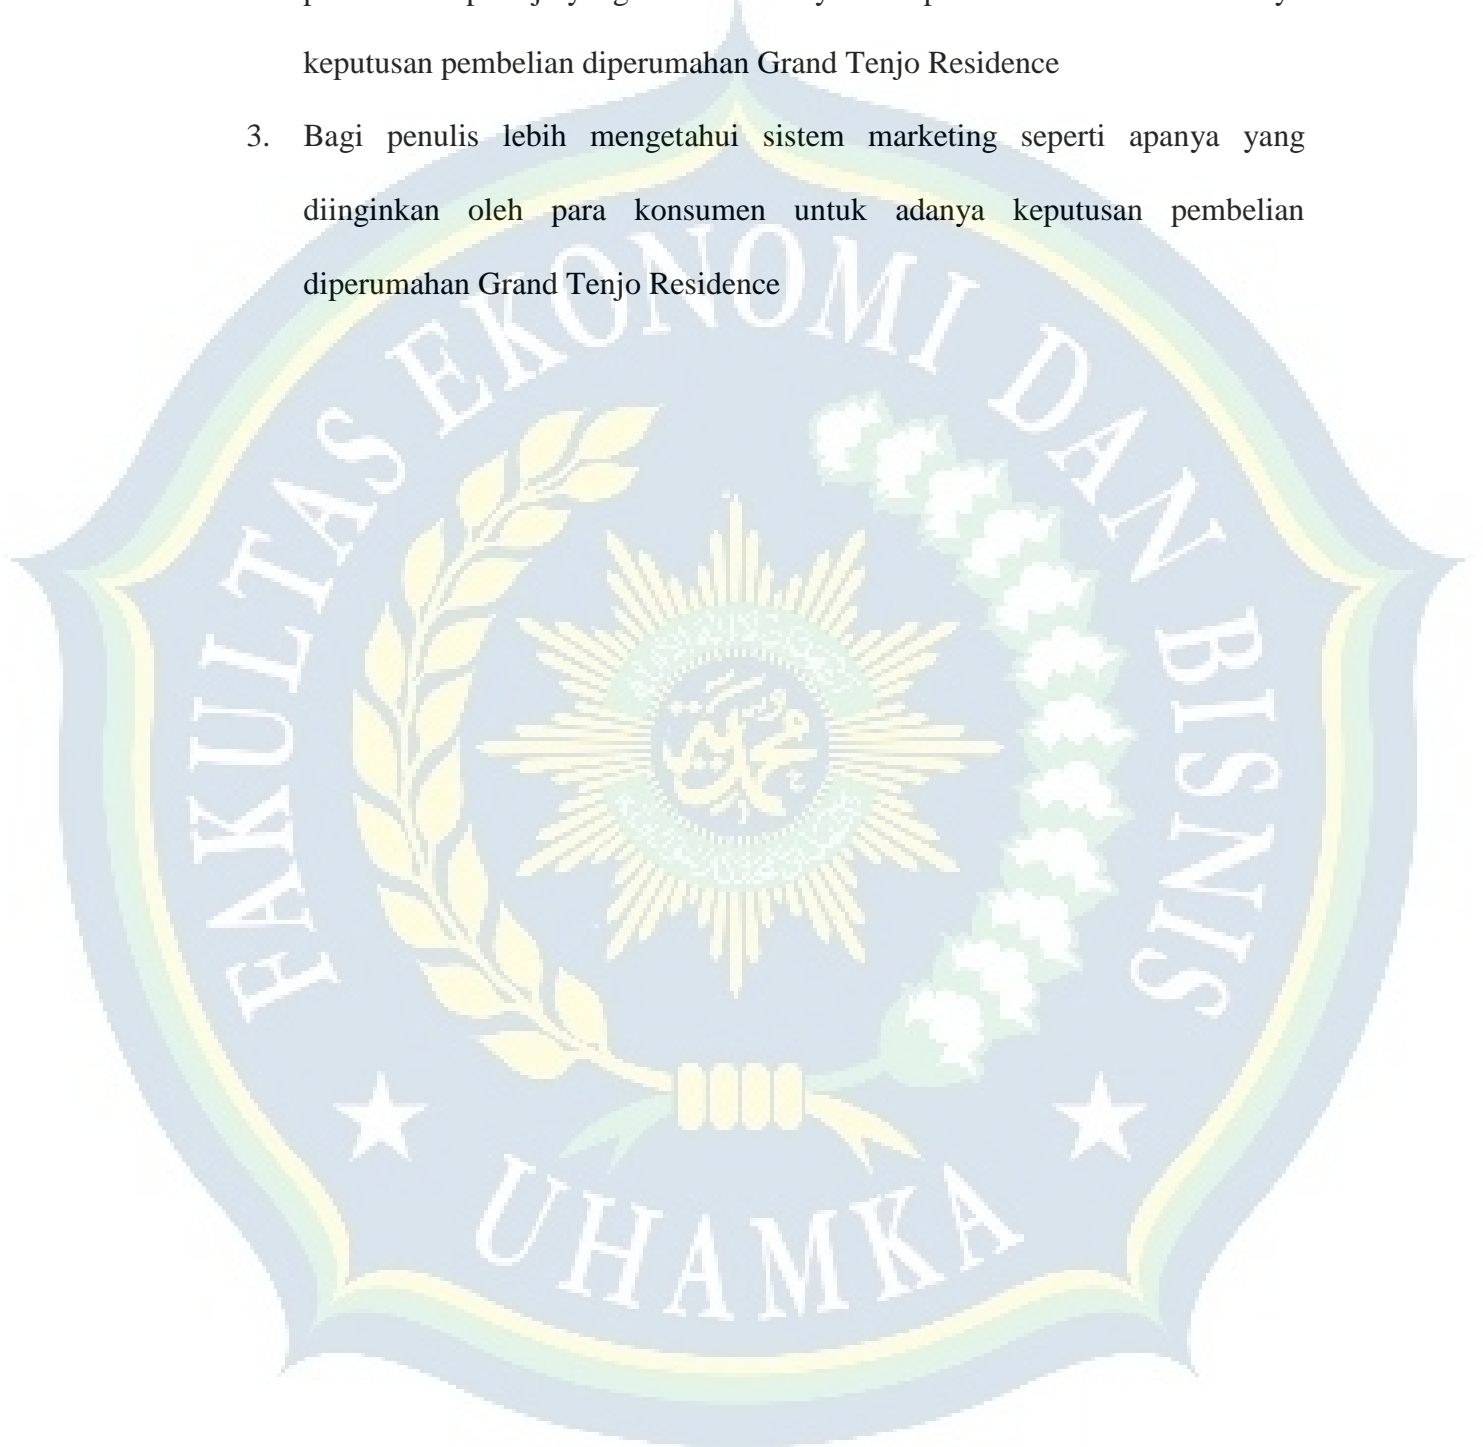 keputusan pembelian diperumahan Grand Tenjo Residence
3. Bagi penulis lebih mengetahui sistem marketing seperti apanya yang
diinginkan oleh para konsumen untuk adanya keputusan pembelian
diperumahan Grand Tenjo Residence
FAKULTAS EKONOMI DAN BISNIS
محمدية
UHAMKA